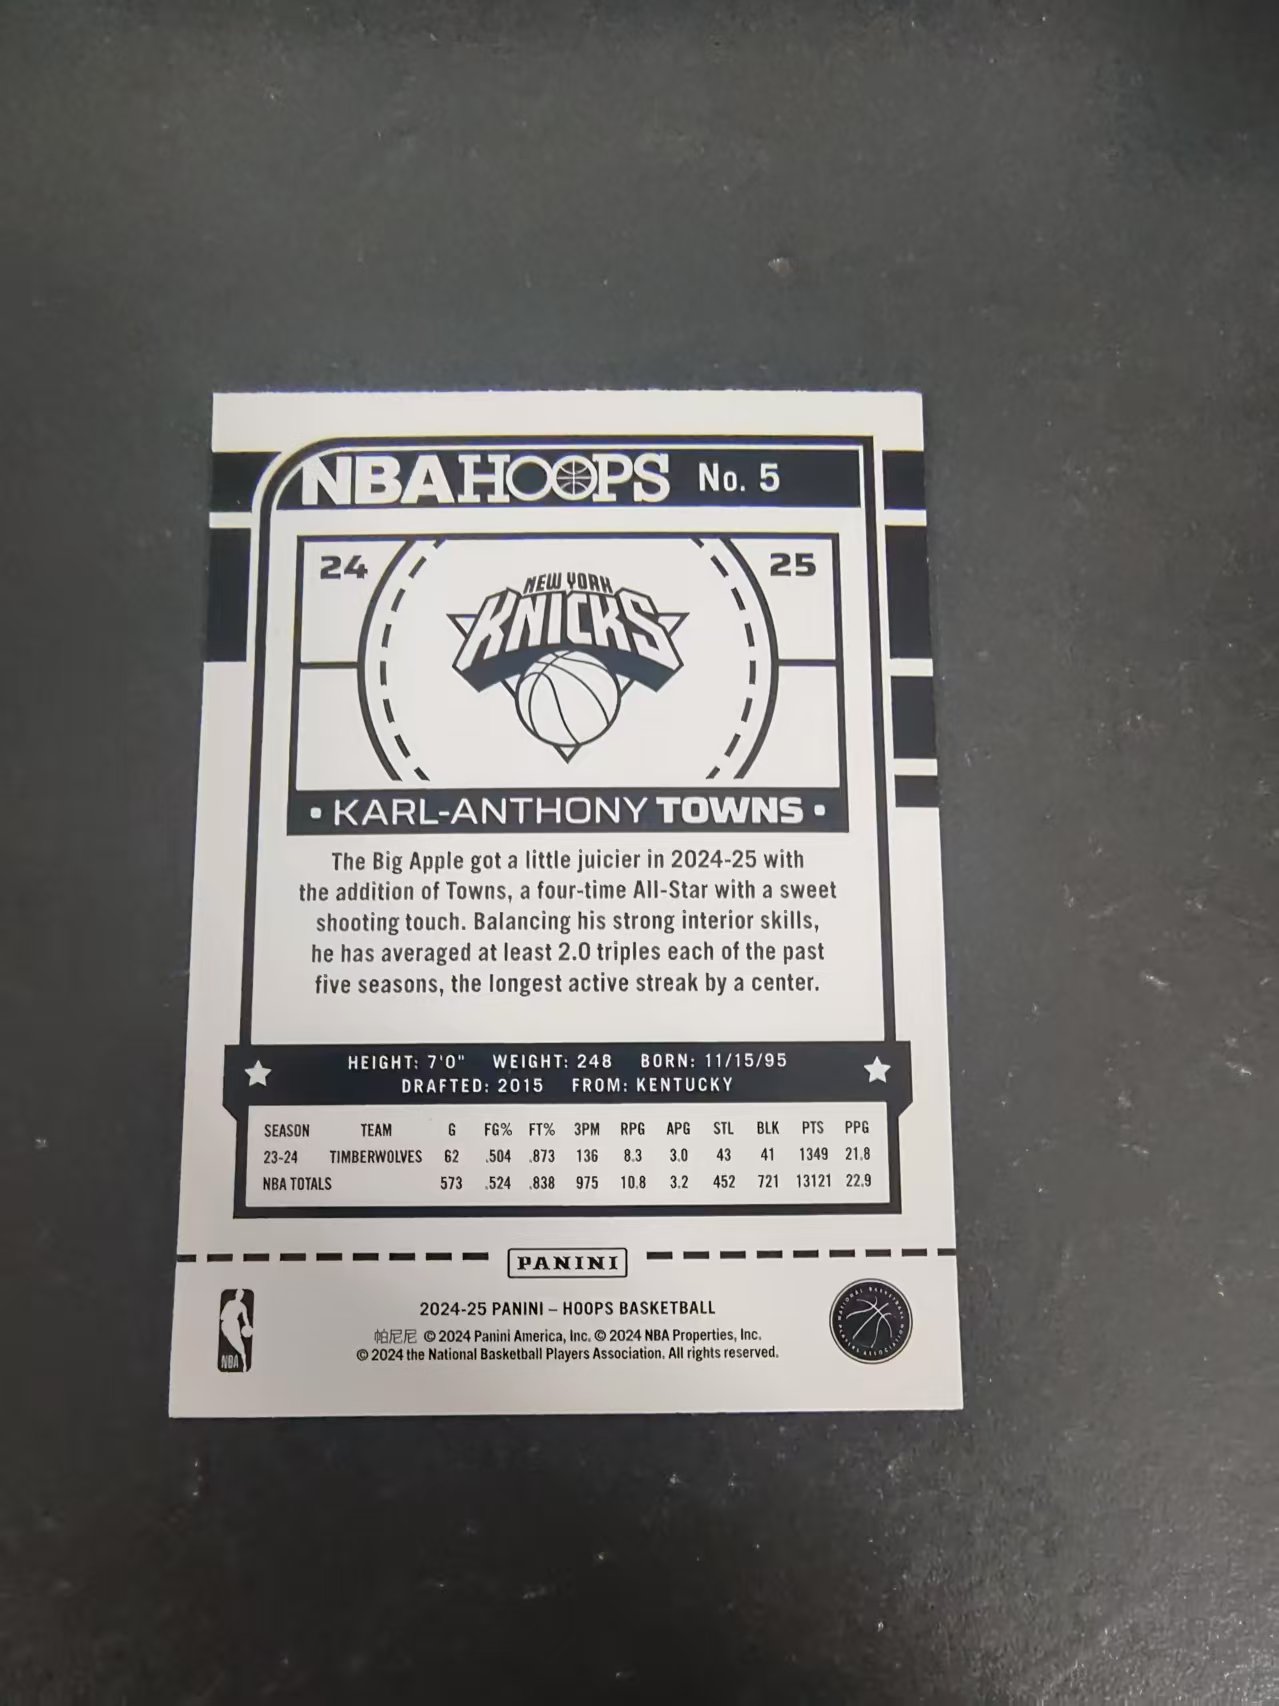 NBA HOOPS No. 5
24 25
NEW YORK
KNICKS
• KARL-ANTHONY TOWNS •
The Big Apple got a little juicier in 2024-25 with
the addition of Towns, a four-time All-Star with a sweet
shooting touch. Balancing his strong interior skills,
he has averaged at least 2.0 triples each of the past
five seasons, the longest active streak by a center.
HEIGHT: 7'0" WEIGHT: 248 BORN: 11/15/95
DRAFTED: 2015 FROM: KENTUCKY
SEASON TEAM G FG% FT% 3PM RPG APG STL BLK PTS PPG
23-24 TIMBERWOLVES 62 .504 .873 136 8.3 3.0 43 41 1349 21.8
NBA TOTALS 573 .524 .838 975 10.8 3.2 452 721 13121 22.9
PANINI
2024-25 PANINI – HOOPS BASKETBALL
帕尼尼 © 2024 Panini America, Inc. © 2024 NBA Properties, Inc.
© 2024 the National Basketball Players Association. All rights reserved.
NBA
NATIONAL BASKETBALL
PLAYERS ASSOCIATION